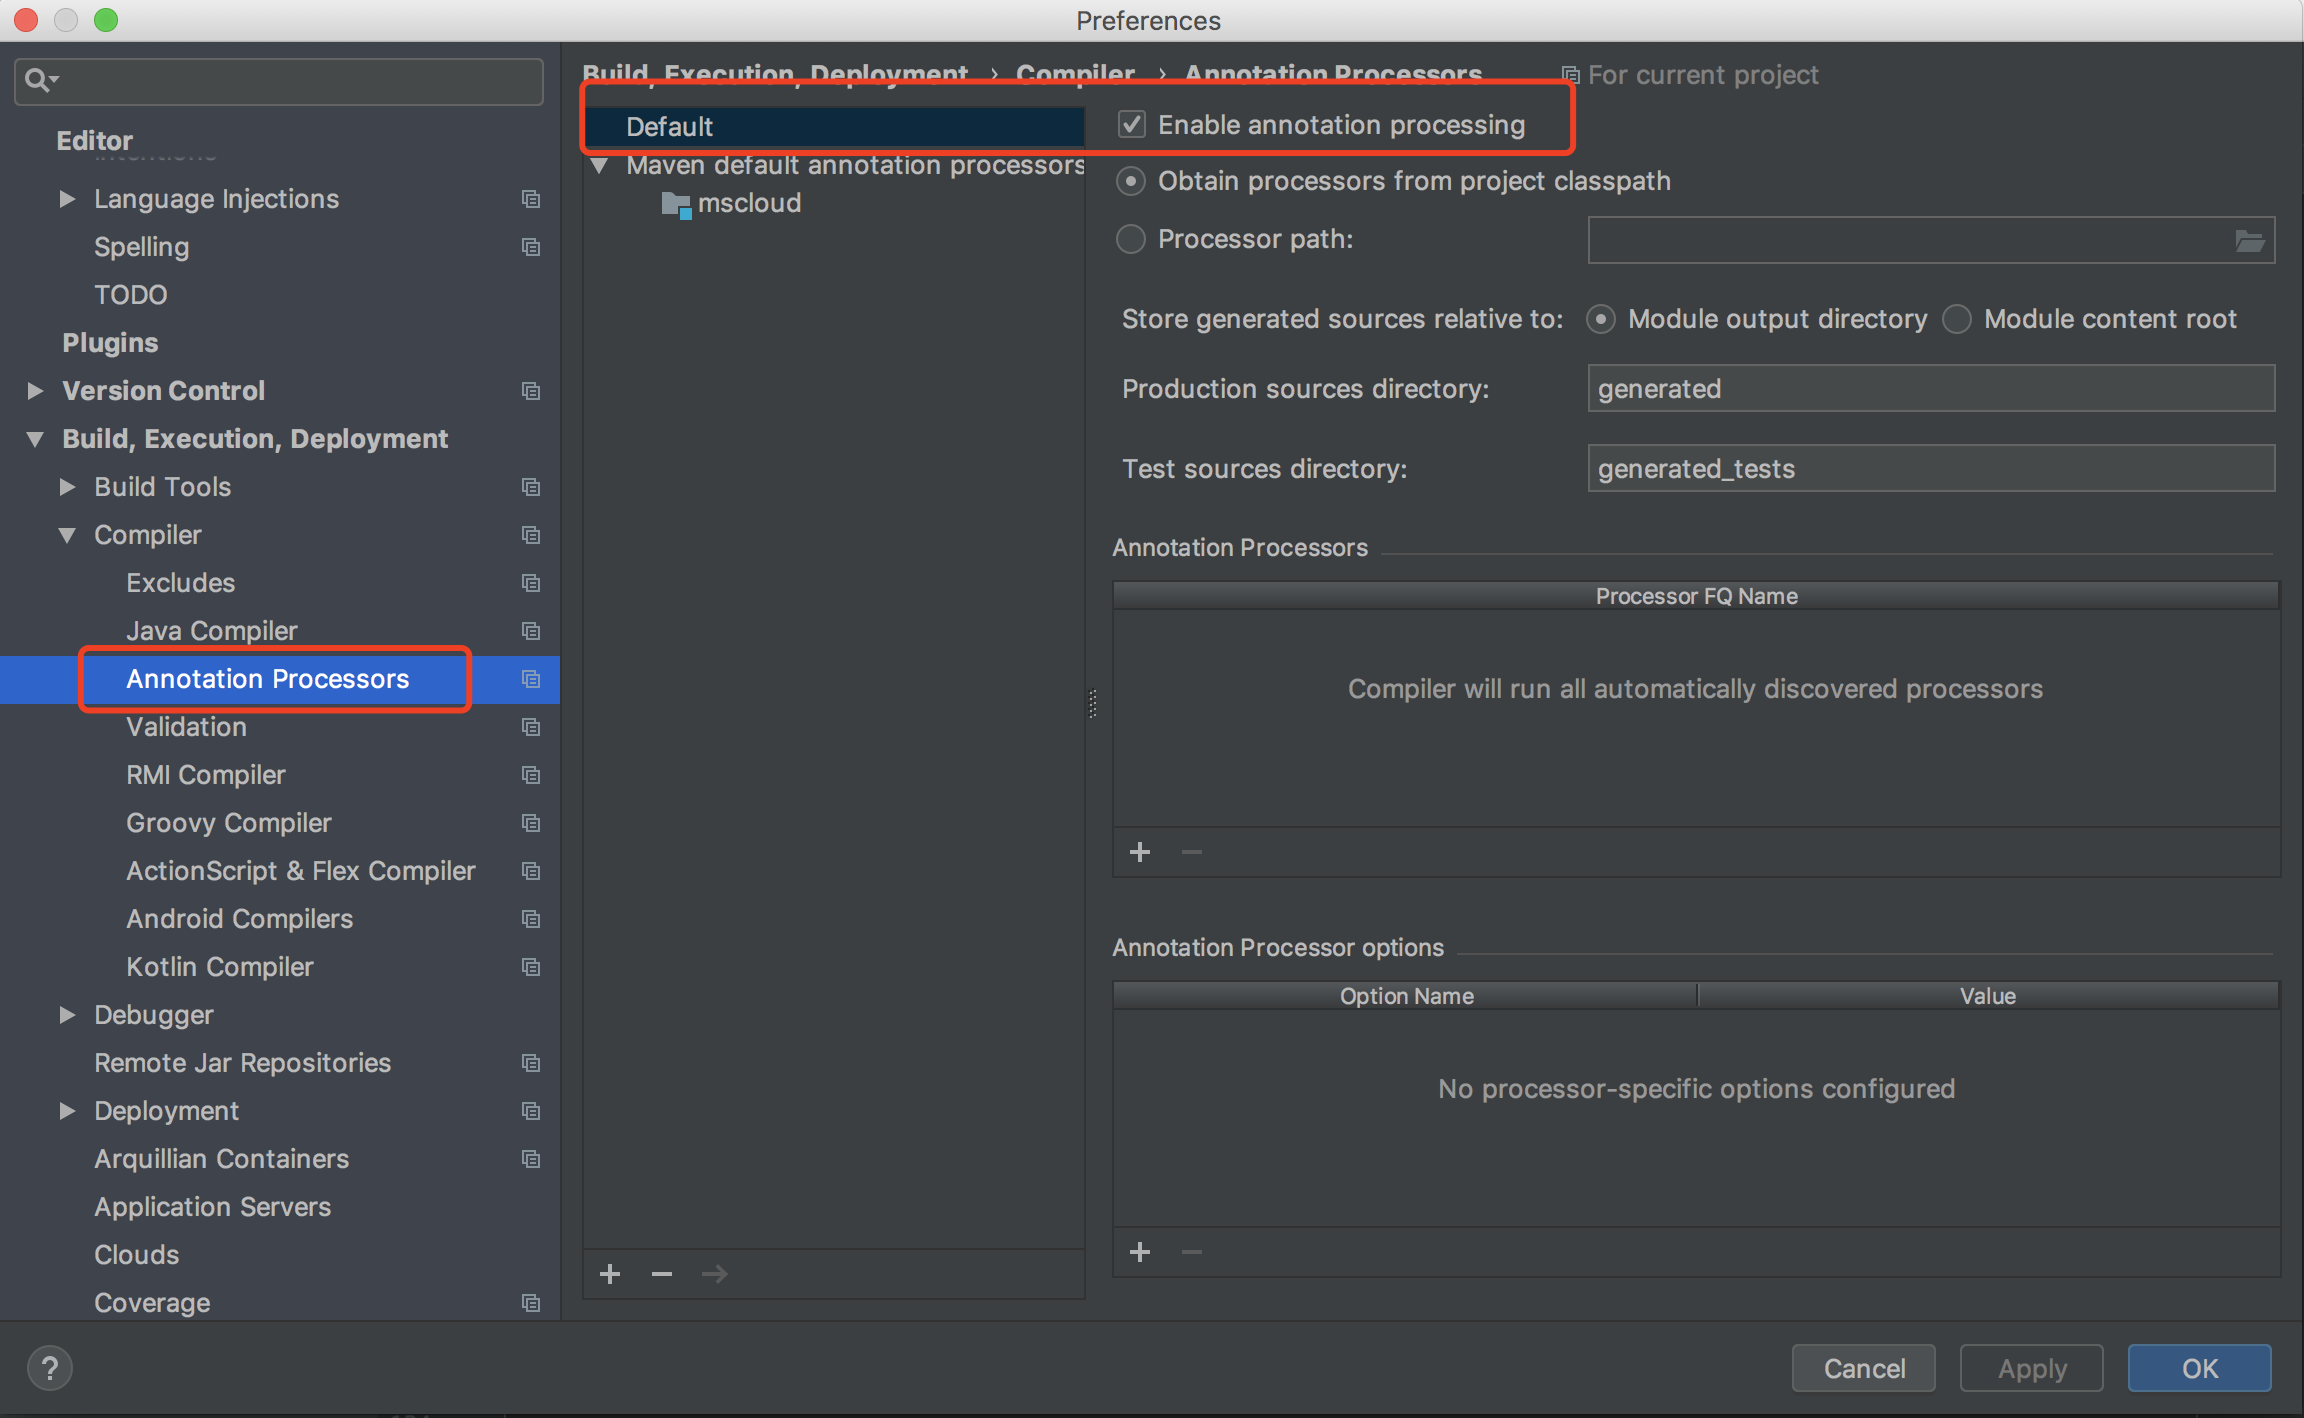 Preferences
Editor
Language Injections
Spelling
TODO
Plugins
Version Control
Build, Execution, Deployment
Build Tools
Compiler
Excludes
Java Compiler
Annotation Processors
Validation
RMI Compiler
Groovy Compiler
ActionScript & Flex Compiler
Android Compilers
Kotlin Compiler
Debugger
Remote Jar Repositories
Deployment
Arquillian Containers
Application Servers
Clouds
Coverage
Build, Execution, Deployment › Compiler › Annotation Processors For current project
Default
Maven default annotation processors
mscloud
Enable annotation processing
Obtain processors from project classpath
Processor path:
Store generated sources relative to: Module output directory Module content root
Production sources directory: generated
Test sources directory: generated_tests
Annotation Processors
Processor FQ Name
Compiler will run all automatically discovered processors
Annotation Processor options
Option Name Value
No processor-specific options configured
? Cancel Apply OK